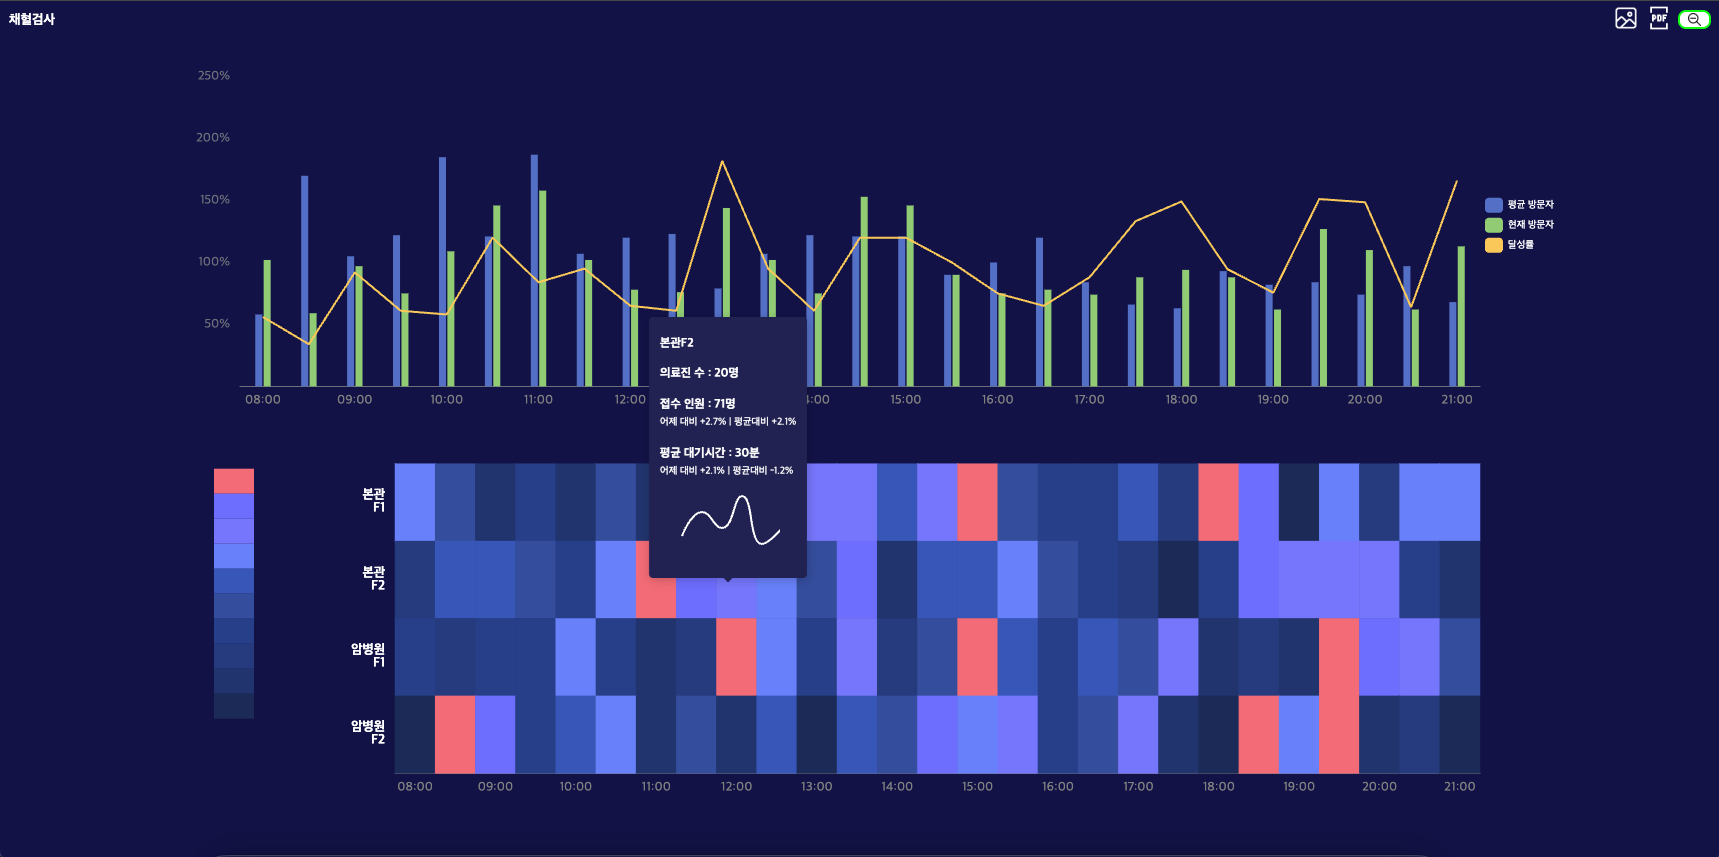 채혈검사
PDF
250%
200%
150%
100%
50%
평균 방문자
현재 방문자
달성률
08:00 09:00 10:00 11:00 12:00 4:00 15:00 16:00 17:00 18:00 19:00 20:00 21:00
본관F2
의료진 수 : 20명
접수 인원 : 71명
어제 대비 +2.7% | 평균대비 +2.1%
평균 대기시간 : 30분
어제 대비 +2.1% | 평균대비 -1.2%
본관
F1
본관
F2
암병원
F1
암병원
F2
08:00 09:00 10:00 11:00 12:00 13:00 14:00 15:00 16:00 17:00 18:00 19:00 20:00 21:00